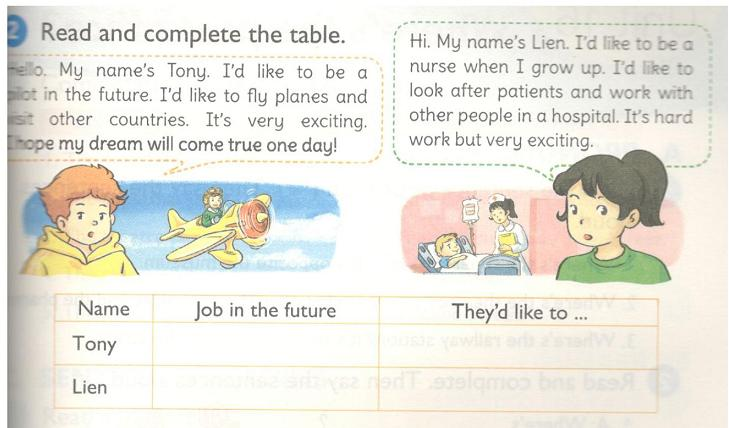 2 Read and complete the table.
Hello. My name's Tony. I'd like to be a
pilot in the future. I'd like to fly planes and
visit other countries. It's very exciting.
I hope my dream will come true one day!
Hi. My name's Lien. I'd like to be a
nurse when I grow up. I'd like to
look after patients and work with
other people in a hospital. It's hard
work but very exciting.
Name Job in the future They'd like to ...
Tony
Lien